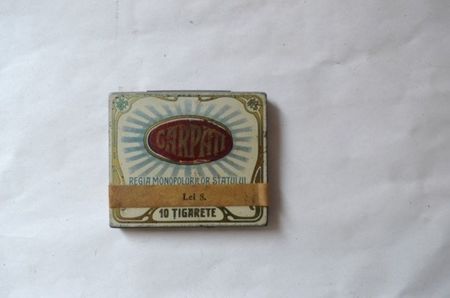 CARPAȚI
REGIA MONOPOLURILOR STATULUI
Lei 8.
10 ȚIGARETE